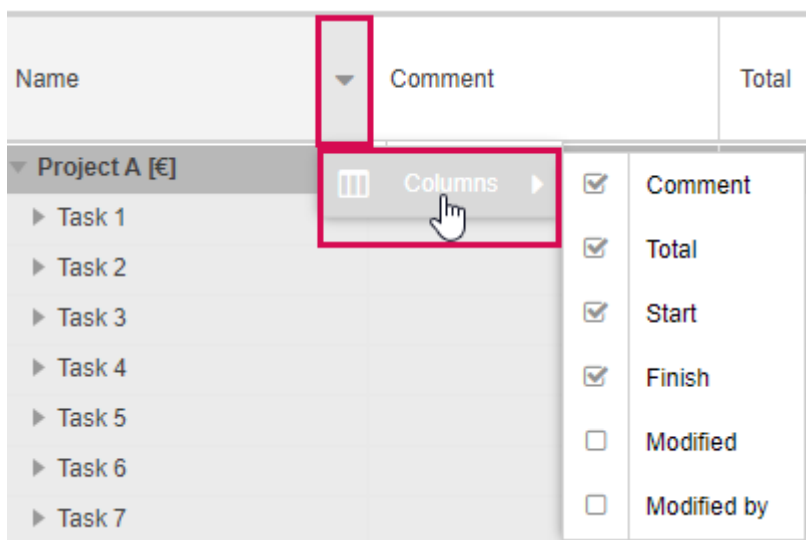 Name Comment Total
Project A [€]
Columns
Comment
Task 1
Total
Task 2
Task 3
Start
Task 4
Finish
Task 5
Modified
Task 6
Modified by
Task 7